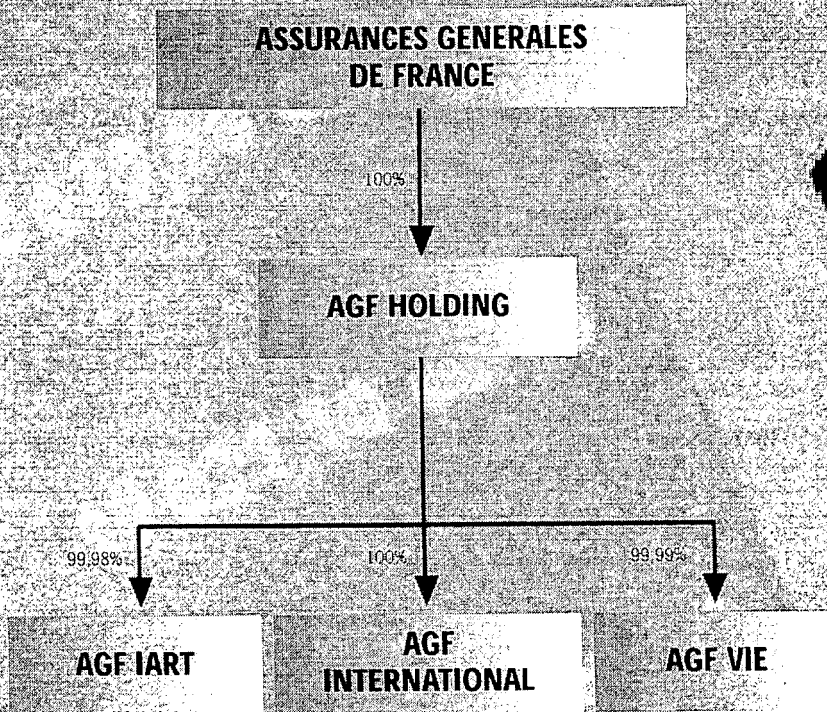 ASSURANCES GENERALES
DE FRANCE
100%
AGF HOLDING
99.98%
100%
99.99%
AGF IART
AGF
INTERNATIONAL
AGF VIE